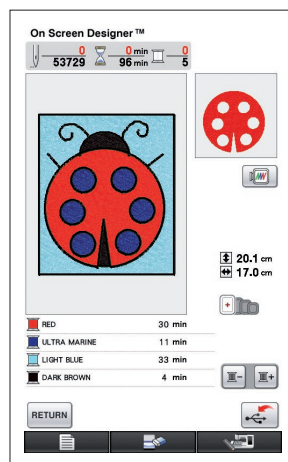 On Screen Designer™
0 0 min 0
53729 96 min 5
20.1 cm
17.0 cm
RED 30 min
ULTRA MARINE 11 min
LIGHT BLUE 33 min
DARK BROWN 4 min
RETURN